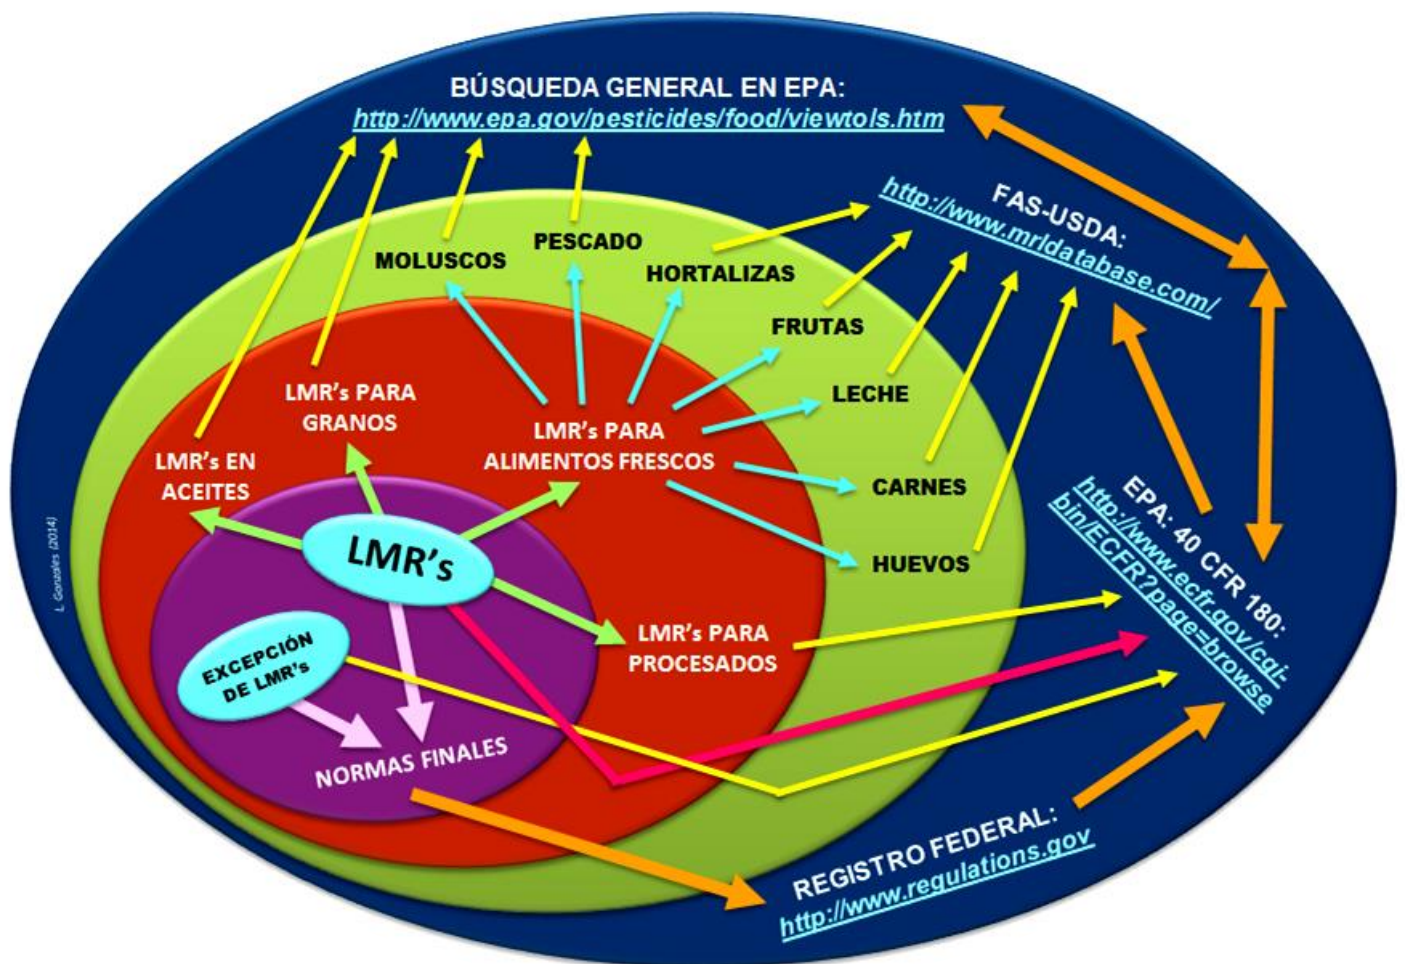 BÚSQUEDA GENERAL EN EPA:
http://www.epa.gov/pesticides/food/viewtols.htm
FAS-USDA:
http://www.mrldatabase.com/
MOLUSCOS
PESCADO
HORTALIZAS
FRUTAS
LECHE
CARNES
HUEVOS
LMR's PARA
GRANOS
LMR's EN
ACEITES
LMR's PARA
ALIMENTOS FRESCOS
LMR's
EXCEPCIÓN
DE LMR's
NORMAS FINALES
LMR's PARA
PROCESADOS
EPA: 40 CFR 180:
http://www.ecfr.gov/cgi-
bin/ECFR?page=browse
REGISTRO FEDERAL:
http://www.regulations.gov
L. Gonzales (2014)